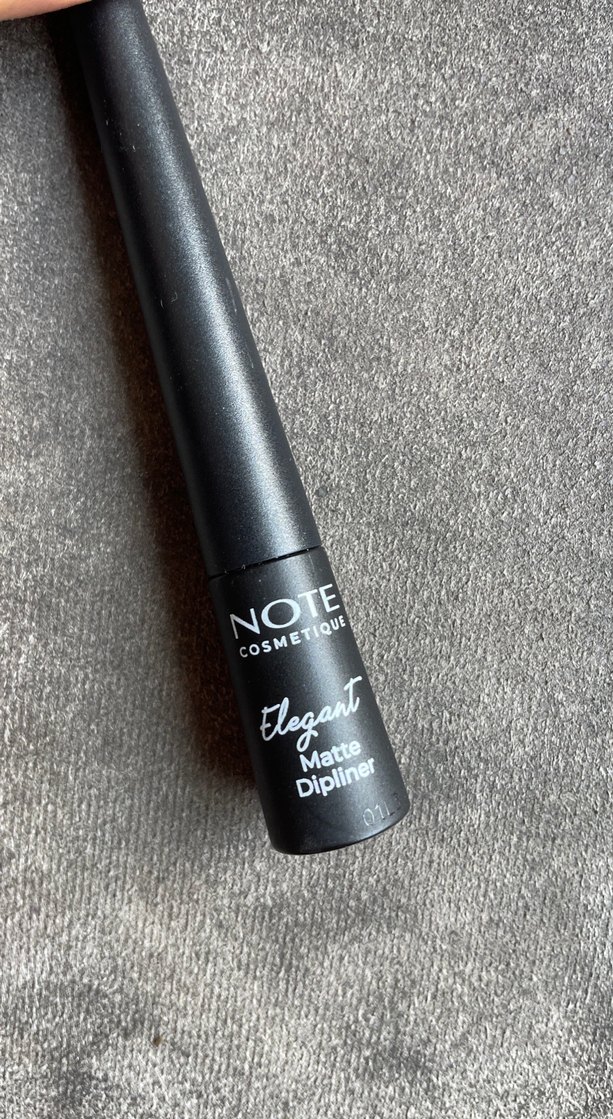 NOTE
COSMETIQUE
Elegant
Matte
Dipliner